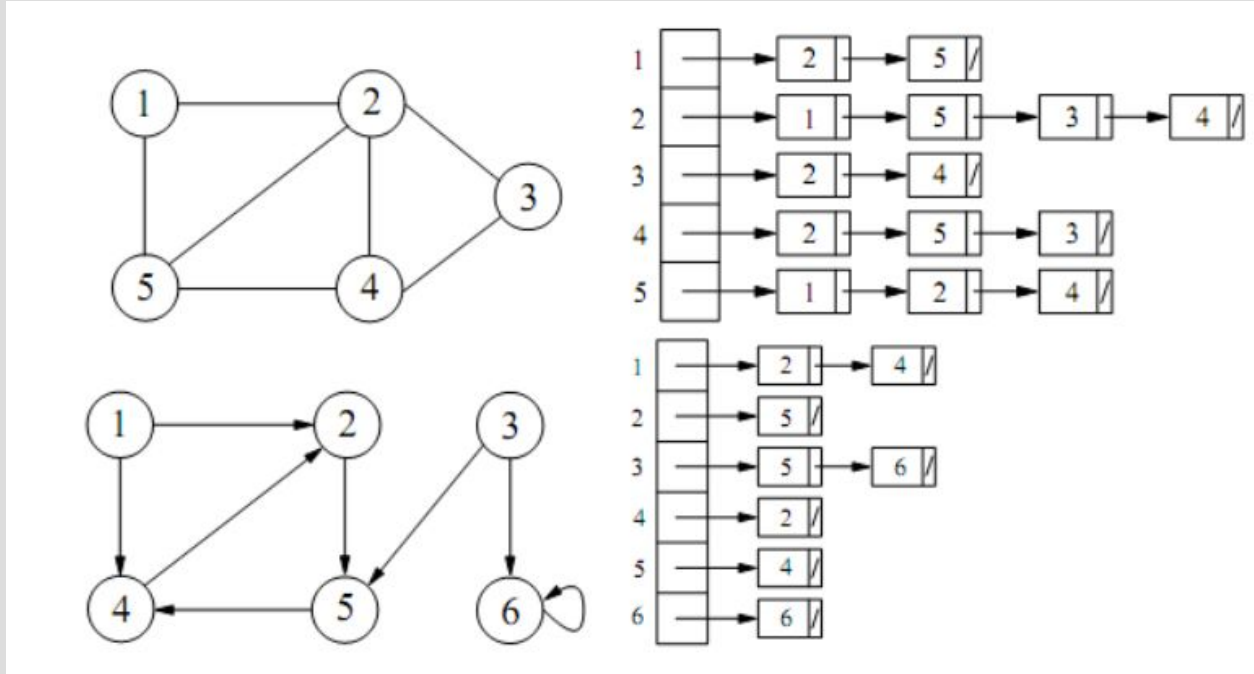 1 2
3
5 4
1 2 5 /
2 1 5 3 4 /
3 2 4 /
4 2 5 3 /
5 1 2 4 /
1 2 3
4 5 6
1 2 4 /
2 5 /
3 5 6 /
4 2 /
5 4 /
6 6 /